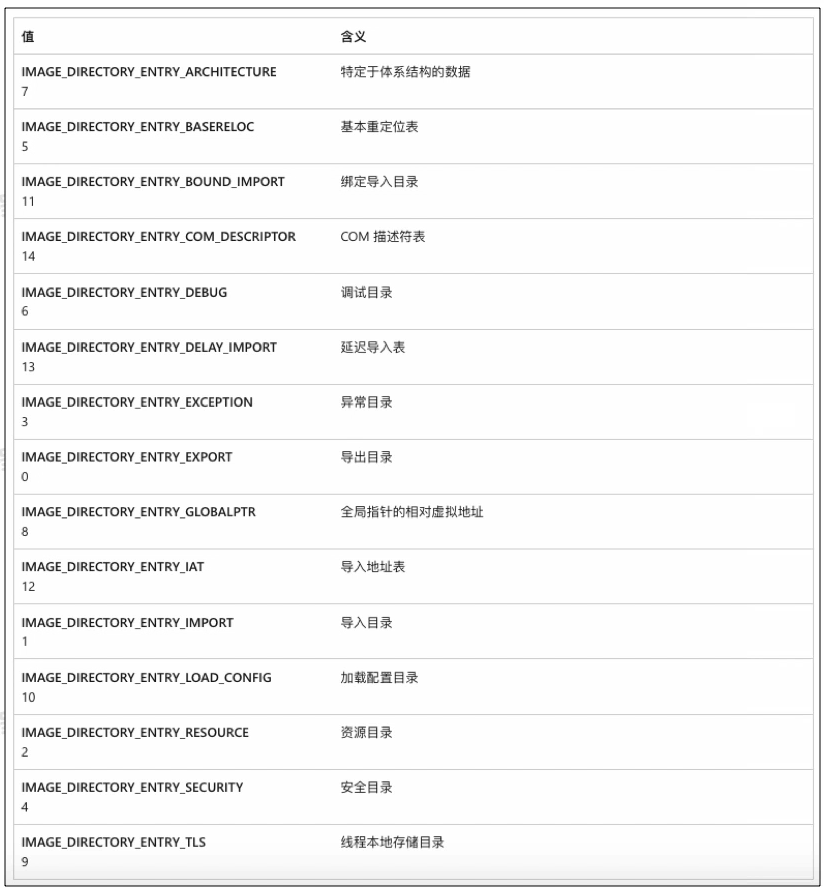 值 含义
IMAGE_DIRECTORY_ENTRY_ARCHITECTURE 特定于体系结构的数据
7
IMAGE_DIRECTORY_ENTRY_BASERELOC 基本重定位表
5
IMAGE_DIRECTORY_ENTRY_BOUND_IMPORT 绑定导入目录
11
IMAGE_DIRECTORY_ENTRY_COM_DESCRIPTOR COM 描述符表
14
IMAGE_DIRECTORY_ENTRY_DEBUG 调试目录
6
IMAGE_DIRECTORY_ENTRY_DELAY_IMPORT 延迟导入表
13
IMAGE_DIRECTORY_ENTRY_EXCEPTION 异常目录
3
IMAGE_DIRECTORY_ENTRY_EXPORT 导出目录
0
IMAGE_DIRECTORY_ENTRY_GLOBALPTR 全局指针的相对虚拟地址
8
IMAGE_DIRECTORY_ENTRY_IAT 导入地址表
12
IMAGE_DIRECTORY_ENTRY_IMPORT 导入目录
1
IMAGE_DIRECTORY_ENTRY_LOAD_CONFIG 加载配置目录
10
IMAGE_DIRECTORY_ENTRY_RESOURCE 资源目录
2
IMAGE_DIRECTORY_ENTRY_SECURITY 安全目录
4
IMAGE_DIRECTORY_ENTRY_TLS 线程本地存储目录
9